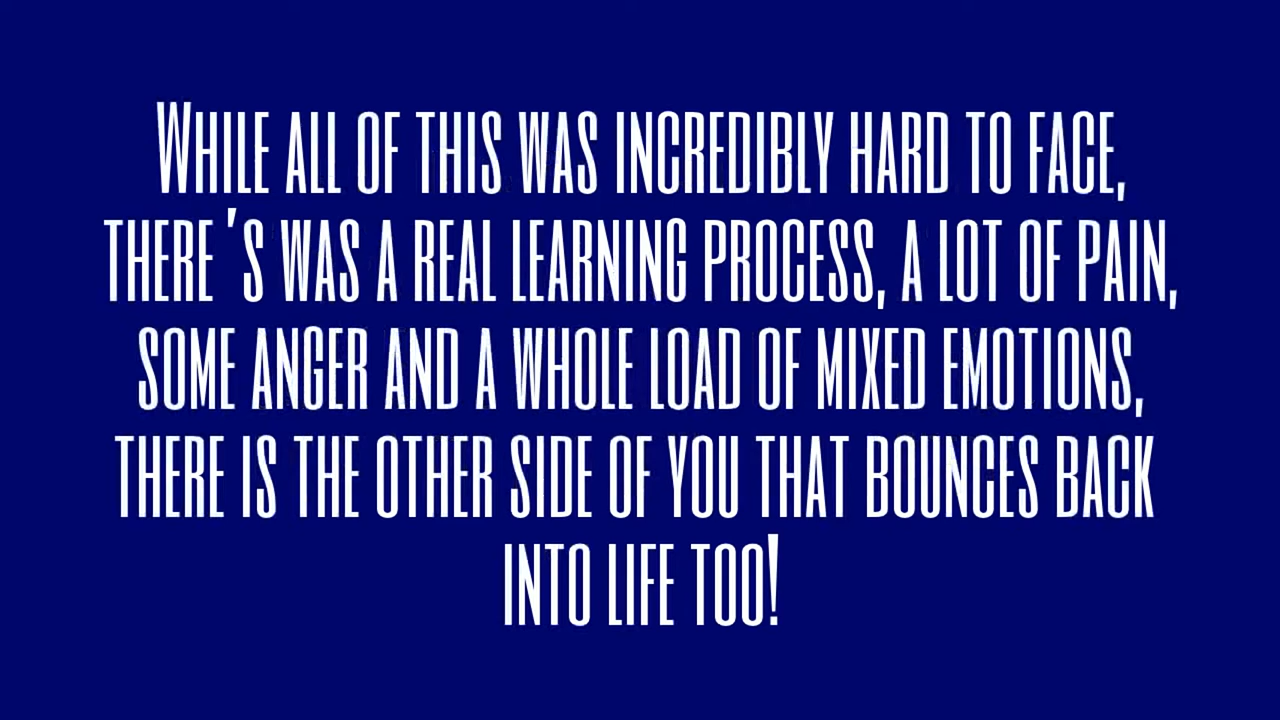 While all of this was incredibly hard to face,
there 's was a real learning process, a lot of pain,
some anger and a whole load of mixed emotions,
there is the other side of you that bounces back
into life too!